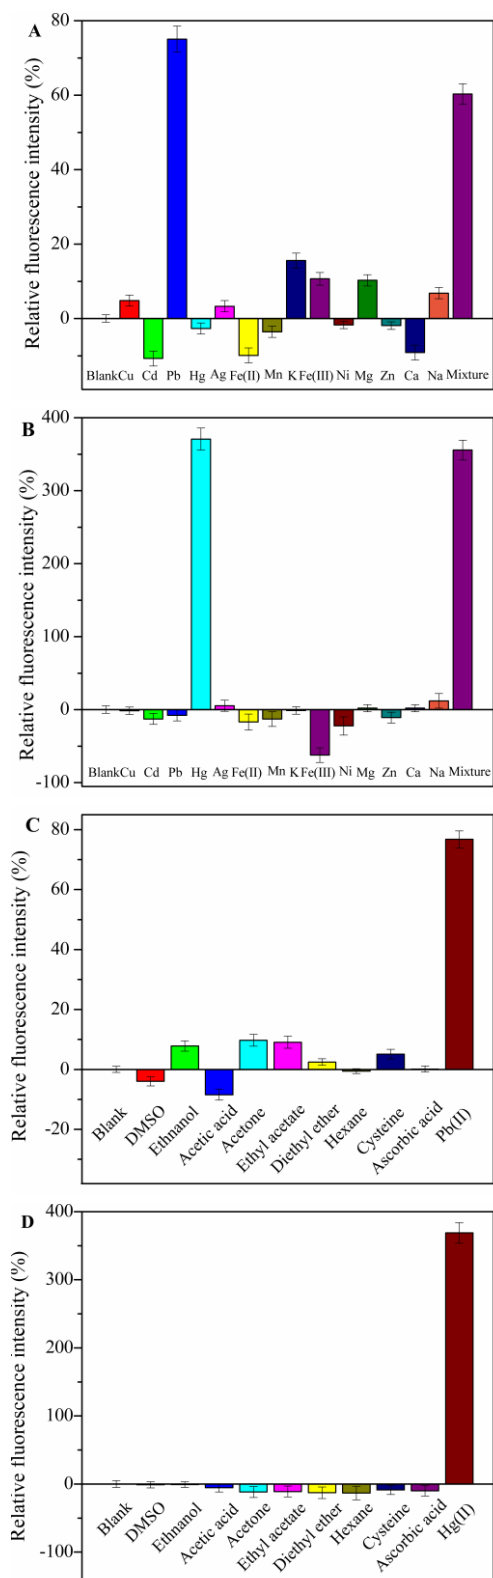 A
Relative fluorescence intensity (%)
80
60
40
20
0
Blank Cu Cd Pb Hg Ag Fe(II) Mn K Fe(III) Ni Mg Zn Ca Na Mixture
B
Relative fluorescence intensity (%)
400
300
200
100
0
-100
Blank Cu Cd Pb Hg Ag Fe(II) Mn K Fe(III) Ni Mg Zn Ca Na Mixture
C
Relative fluorescence intensity (%)
80
60
40
20
0
-20
Blank
DMSO
Ethnanol
Acetic acid
Acetone
Ethyl acetate
Diethyl ether
Hexane
Cysteine
Ascorbic acid
Pb(II)
D
Relative fluorescence intensity (%)
400
300
200
100
0
-100
Blank
DMSO
Ethnanol
Acetic acid
Acetone
Ethyl acetate
Diethyl ether
Hexane
Cysteine
Ascorbic acid
Hg(II)